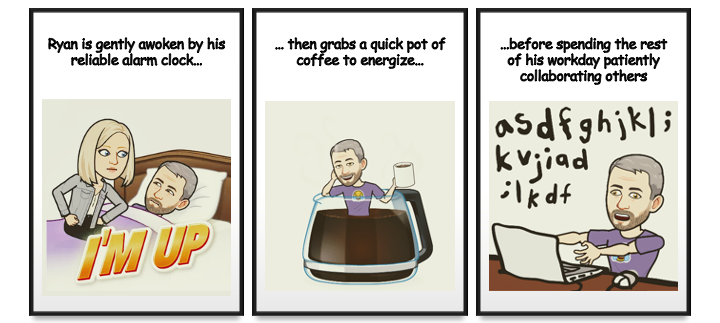 Ryan is gently awoken by his
reliable alarm clock...
I'M UP
... then grabs a quick pot of
coffee to energize...
...before spending the rest
of his workday patiently
collaborating others
asdfghjkl;
kvjiad
;lkdf